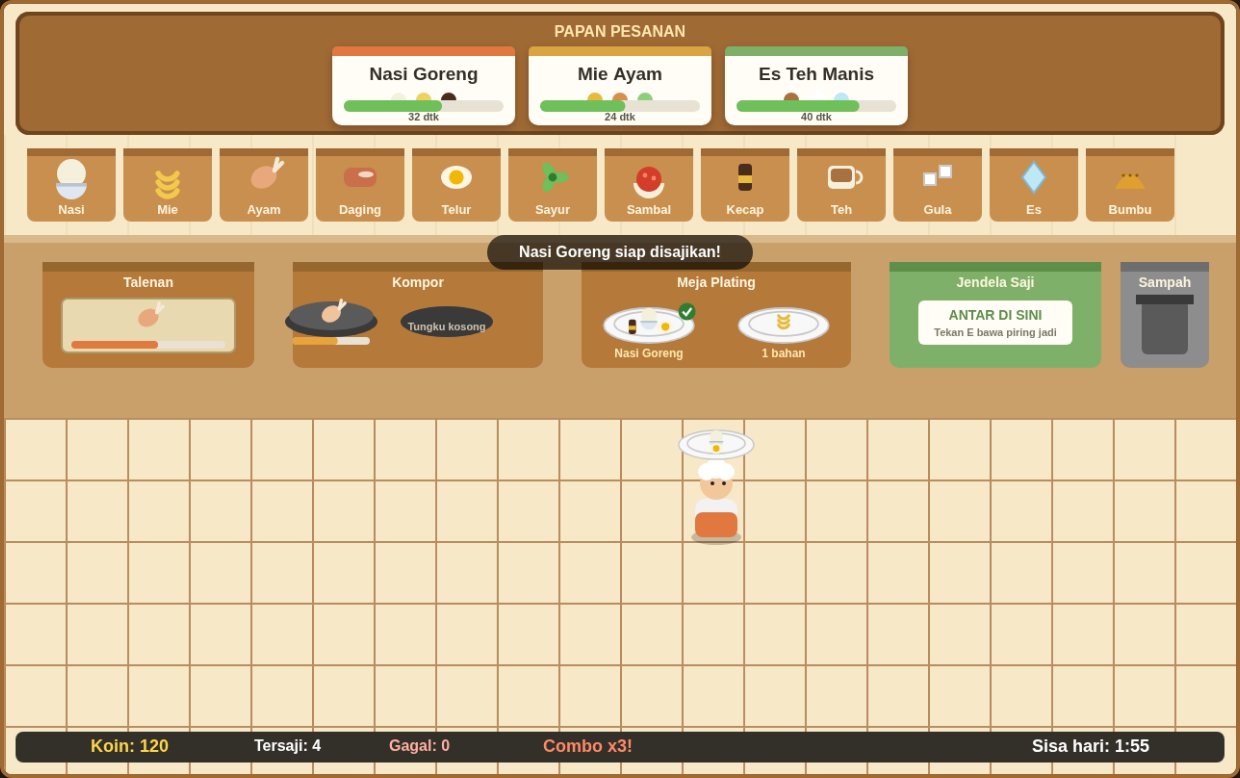 PAPAN PESANAN
Nasi Goreng
Mie Ayam
Es Teh Manis
32 dtk
24 dtk
40 dtk
Nasi
Mie
Ayam
Daging
Telur
Sayur
Sambal
Kecap
Teh
Gula
Es
Bumbu
Nasi Goreng siap disajikan!
Talenan
Kompor
Meja Plating
Jendela Saji
Sampah
Tungku kosong
ANTAR DI SINI
Tekan E bawa piring jadi
Nasi Goreng
1 bahan
Koin: 120
Tersaji: 4
Gagal: 0
Combo x3!
Sisa hari: 1:55